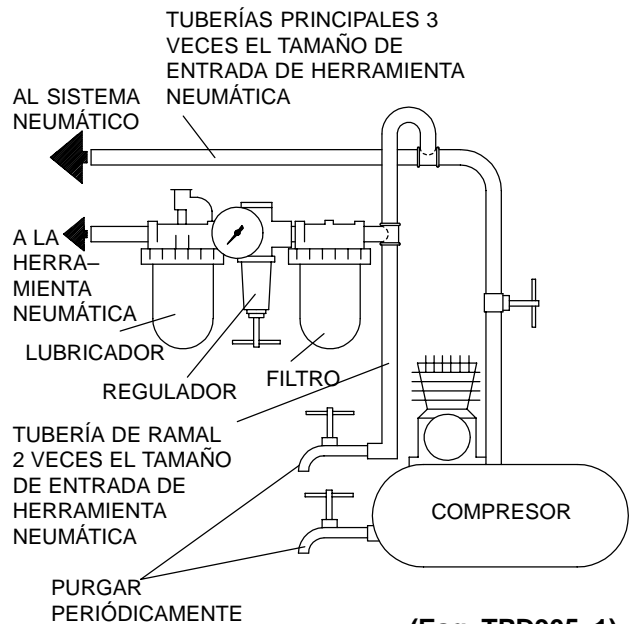 TUBERÍAS PRINCIPALES 3
VECES EL TAMAÑO DE
ENTRADA DE HERRAMIENTA
NEUMÁTICA
AL SISTEMA
NEUMÁTICO
A LA
HERRA–
MIENTA
NEUMÁTICA
LUBRICADOR
REGULADOR
FILTRO
TUBERÍA DE RAMAL
2 VECES EL TAMAÑO
DE ENTRADA DE
HERRAMIENTA
NEUMÁTICA
COMPRESOR
PURGAR
PERIÓDICAMENTE